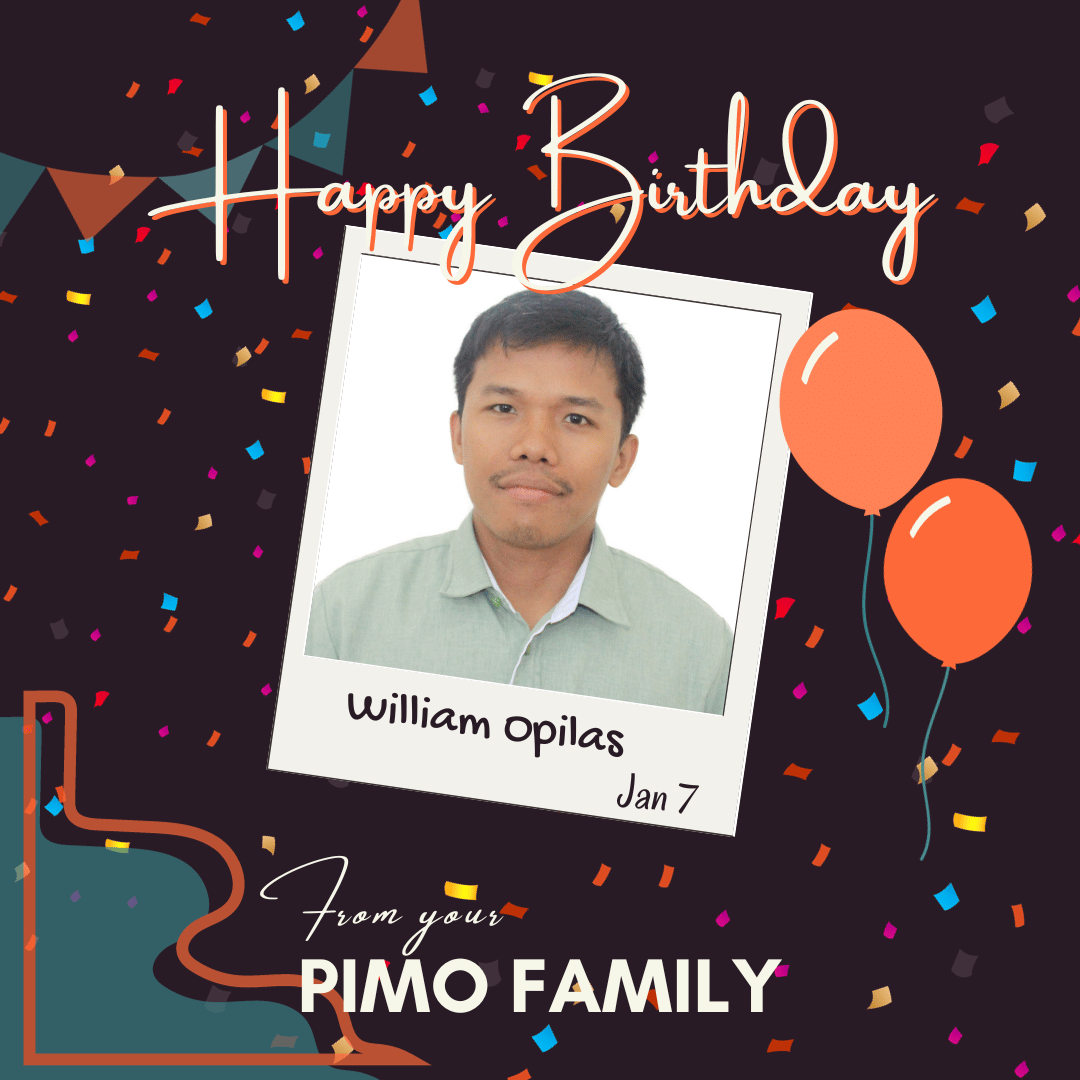 Happy Birthday
William Opilas
Jan 7
From your
PIMO FAMILY